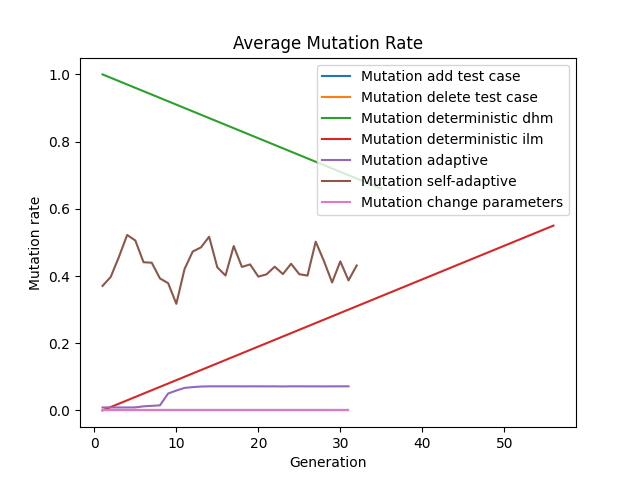 Average Mutation Rate
Mutation add test case
Mutation delete test case
Mutation deterministic dhm
Mutation deterministic ilm
Mutation adaptive
Mutation self-adaptive
Mutation change parameters
Mutation rate
1.0
0.8
0.6
0.4
0.2
0.0
0 10 20 30 40 50
Generation